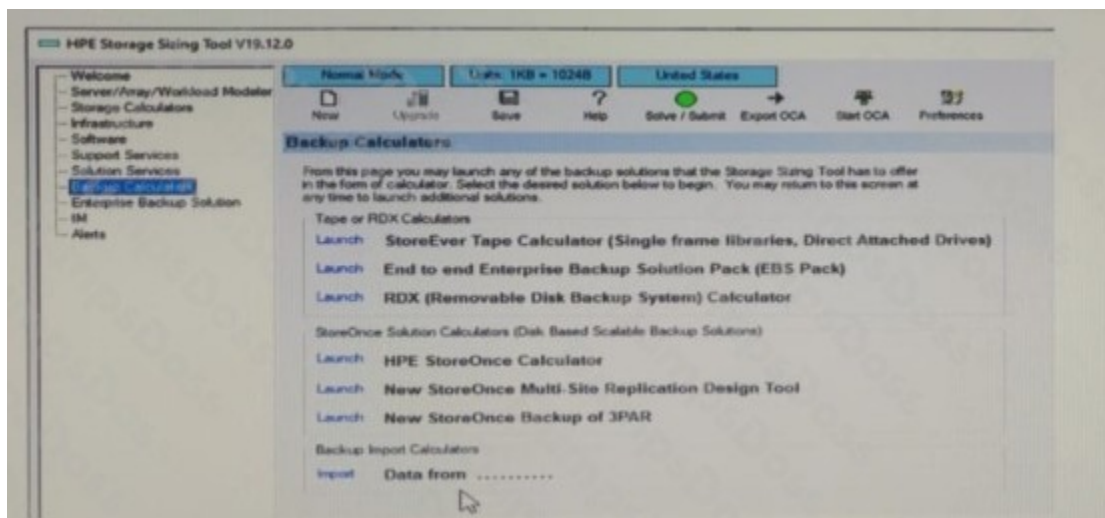 HPE Storage Sizing Tool V19.12.0
Welcome
Server/Array/Workload Modeler
Storage Calculators
Infrastructure
Software
Support Services
Solution Services
Backup Calculators
Enterprise Backup Solution
IM
Alerts
Normal Mode
Units: 1KB = 1024B
United States
New
Upgrade
Save
Help
Solve / Submit
Export OCA
Start OCA
Preferences
Backup Calculators
From this page you may launch any of the backup solutions that the Storage Sizing Tool has to offer
in the form of calculator. Select the desired solution below to begin. You may return to this screen at
any time to launch additional solutions.
Tape or RDX Calculators
Launch StoreEver Tape Calculator (Single frame libraries, Direct Attached Drives)
Launch End to end Enterprise Backup Solution Pack (EBS Pack)
Launch RDX (Removable Disk Backup System) Calculator
StoreOnce Solution Calculators (Disk Based Scalable Backup Solutions)
Launch HPE StoreOnce Calculator
Launch New StoreOnce Multi-Site Replication Design Tool
Launch New StoreOnce Backup of 3PAR
Backup Import Calculators
Import Data from ..........